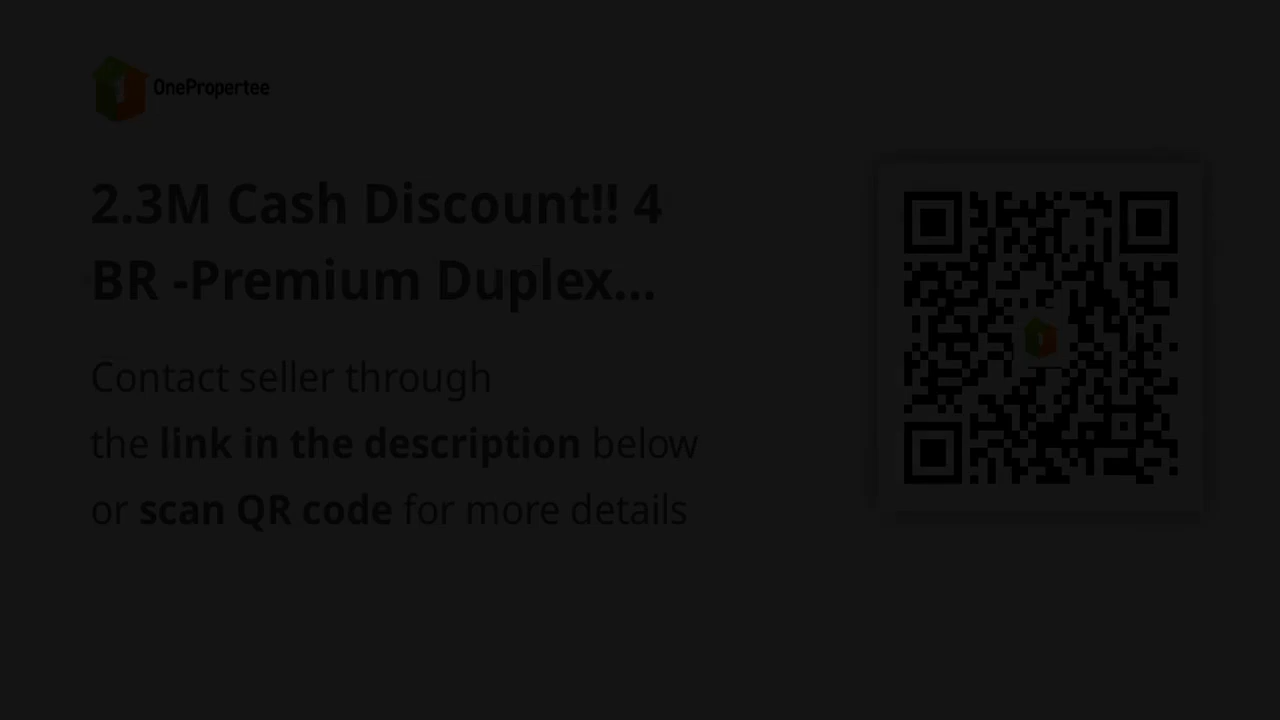 OnePropertee
2.3M Cash Discount!! 4
BR -Premium Duplex...
Contact seller through
the link in the description below
or scan QR code for more details